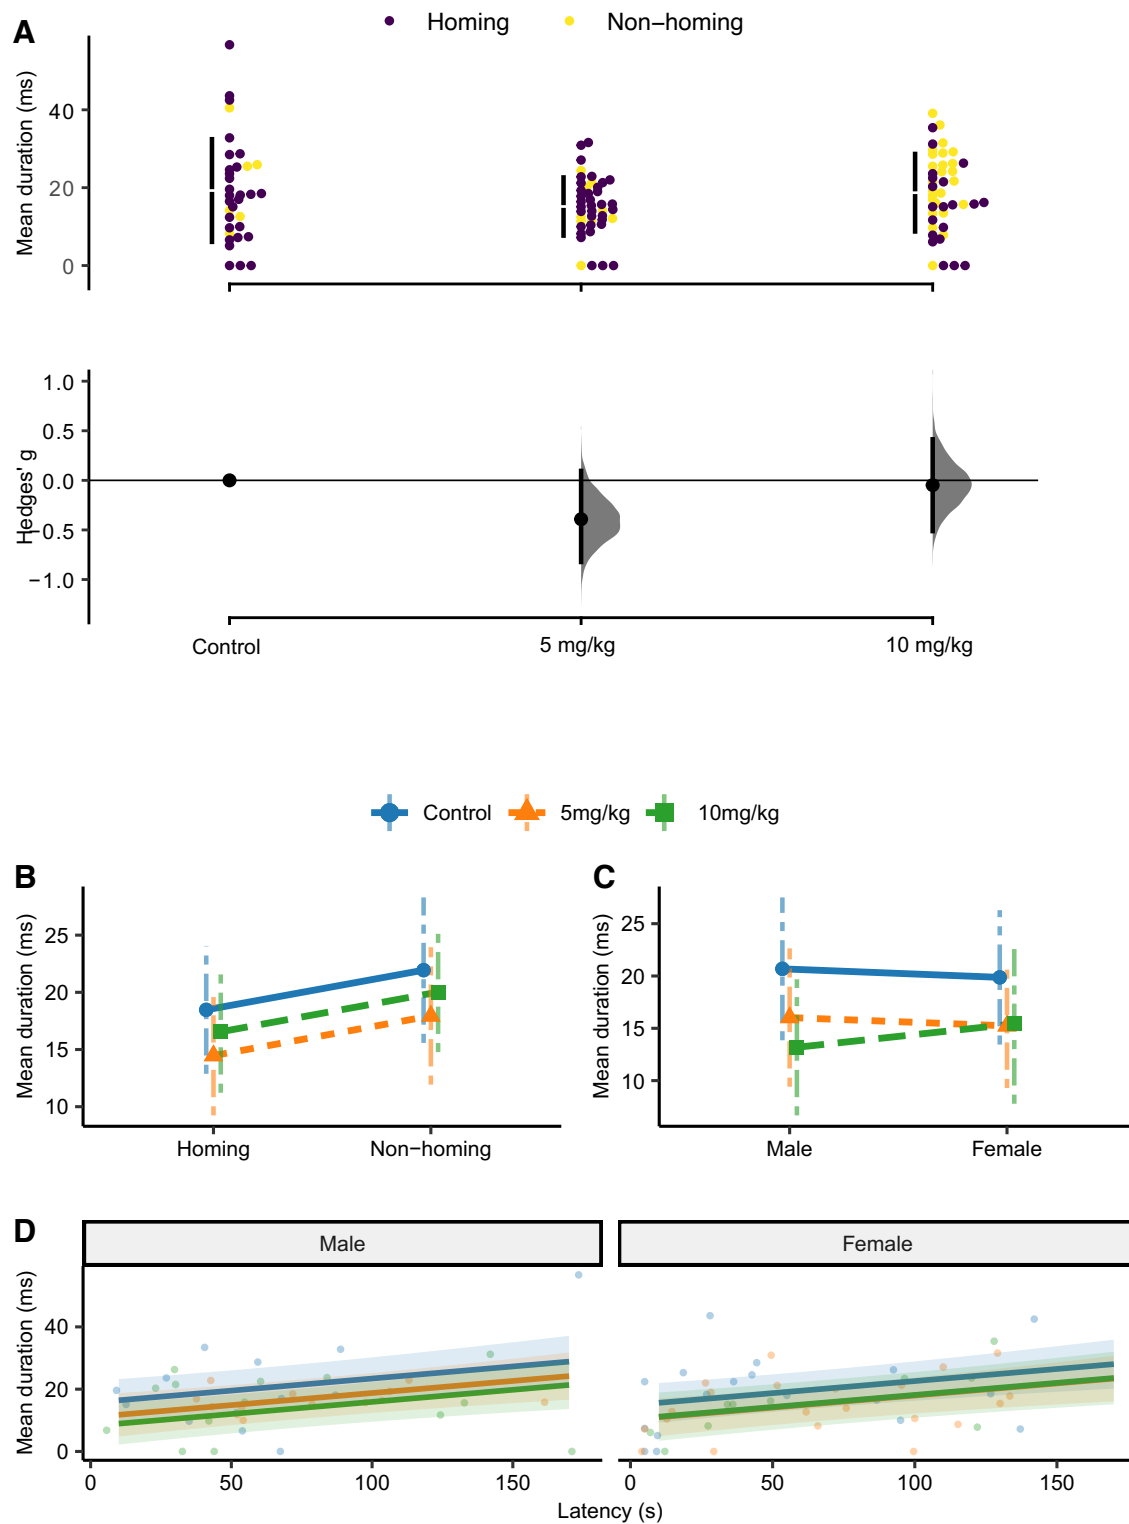 A
Homing
Non−homing
Mean duration (ms)
40
20
0
Hedges' g
1.0
0.5
0.0
−0.5
−1.0
Control
5 mg/kg
10 mg/kg
Control
5mg/kg
10mg/kg
B
Mean duration (ms)
25
20
15
10
Homing
Non−homing
C
Mean duration (ms)
25
20
15
10
Male
Female
D
Male
Female
Mean duration (ms)
40
20
0
0
50
100
150
0
50
100
150
Latency (s)